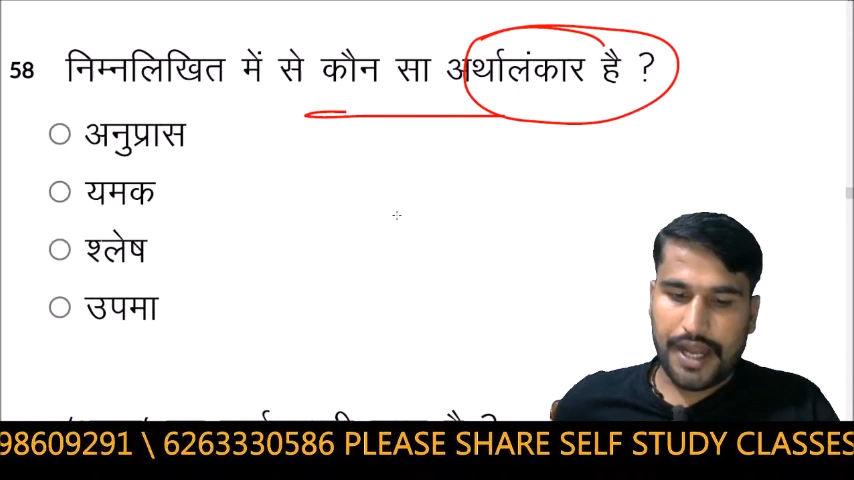 58 निम्नलिखित में से कौन सा अर्थालंकार है ?
अनुप्रास
यमक
श्लेष
उपमा
98609291 \ 6263330586 PLEASE SHARE SELF STUDY CLASSES